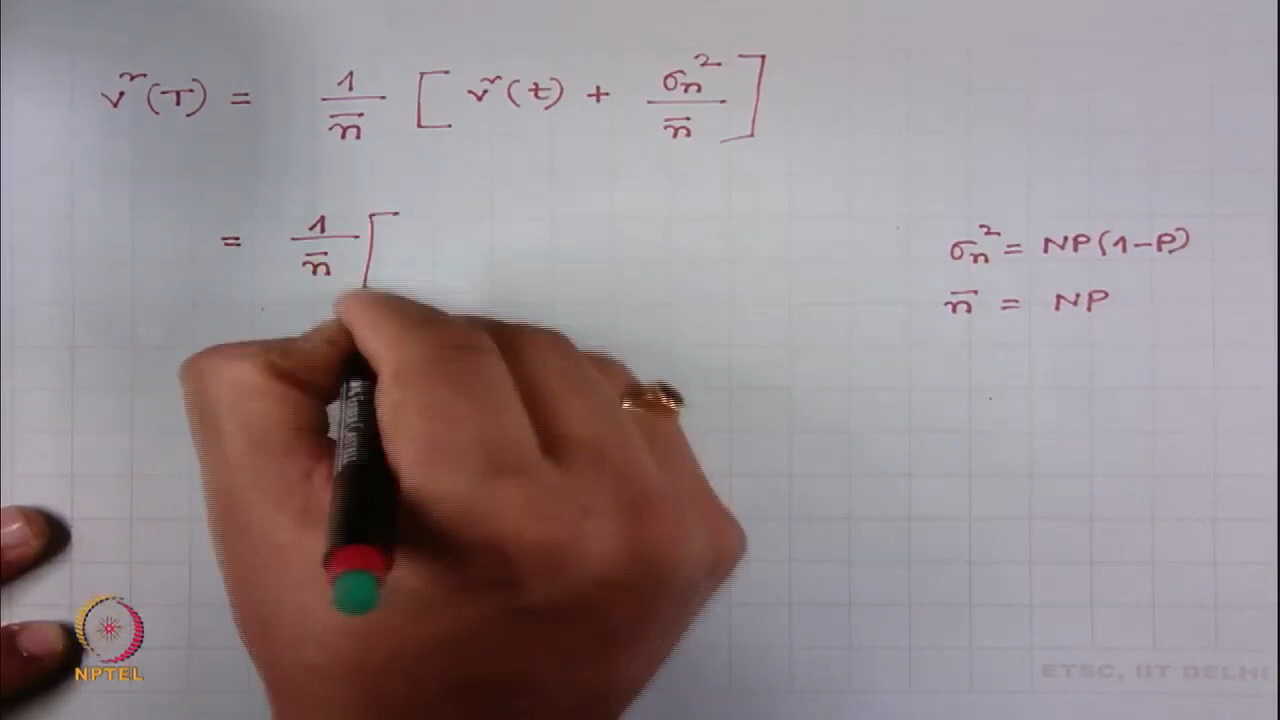 v^r(T) = 1/n̄ [ v^r(t) + σn²/n̄ ]
= 1/n̄ [
σn² = NP(1-P)
n̄ = NP
NPTEL
ETSC, IIT DELHI